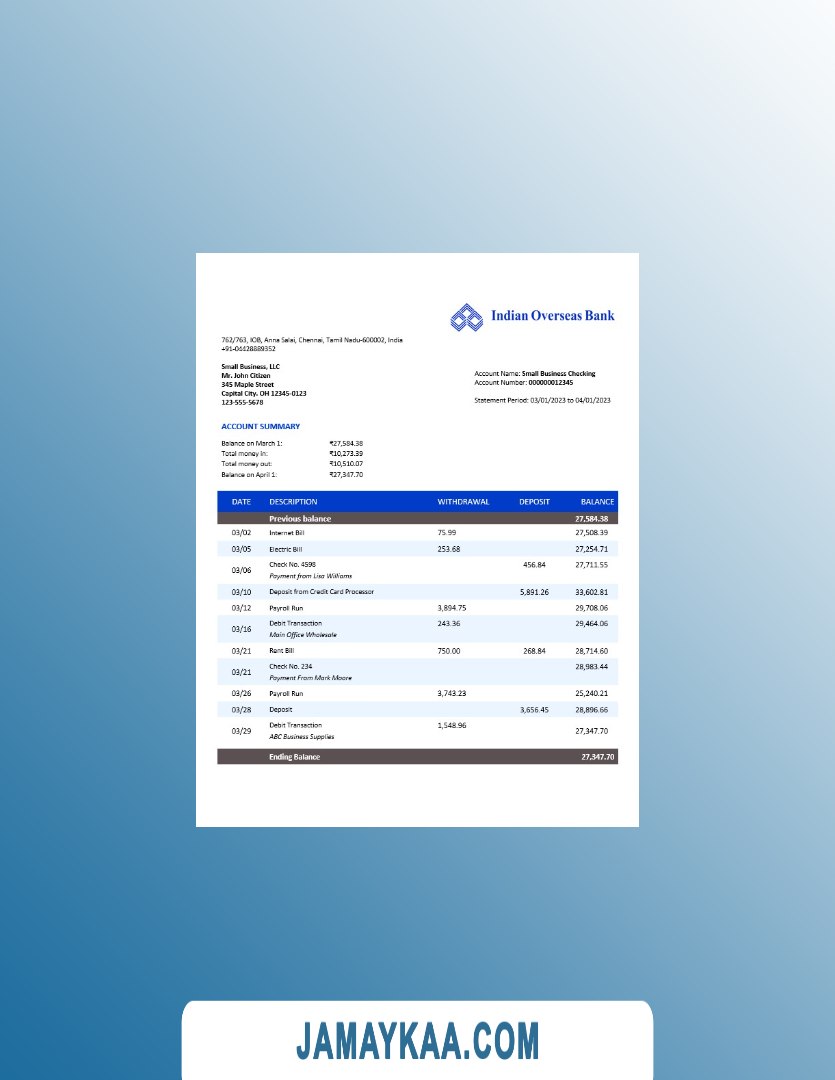 Indian Overseas Bank
762/763, IOB, Anna Salai, Chennai, Tamil Nadu-600002, India
+91-04428889352
Small Business, LLC
Mr. John Citizen
345 Maple Street
Capital City. OH 12345-0123
123-555-5678
Account Name: Small Business Checking
Account Number: 000000012345
Statement Period: 03/01/2023 to 04/01/2023
ACCOUNT SUMMARY
Balance on March 1: ₹27,584.38
Total money in: ₹10,273.39
Total money out: ₹10,510.07
Balance on April 1: ₹27,347.70
DATE DESCRIPTION WITHDRAWAL DEPOSIT BALANCE
Previous balance 27,584.38
03/02 Internet Bill 75.99 27,508.39
03/05 Electric Bill 253.68 27,254.71
03/06 Check No. 4598 456.84 27,711.55
Payment from Lisa Williams
03/10 Deposit from Credit Card Processor 5,891.26 33,602.81
03/12 Payroll Run 3,894.75 29,708.06
03/16 Debit Transaction 243.36 29,464.06
Main Office Wholesale
03/21 Rent Bill 750.00 268.84 28,714.60
03/21 Check No. 234 28,983.44
Payment From Mark Moore
03/26 Payroll Run 3,743.23 25,240.21
03/28 Deposit 3,656.45 28,896.66
03/29 Debit Transaction 1,548.96 27,347.70
ABC Business Supplies
Ending Balance 27,347.70
JAMAYKAA.COM